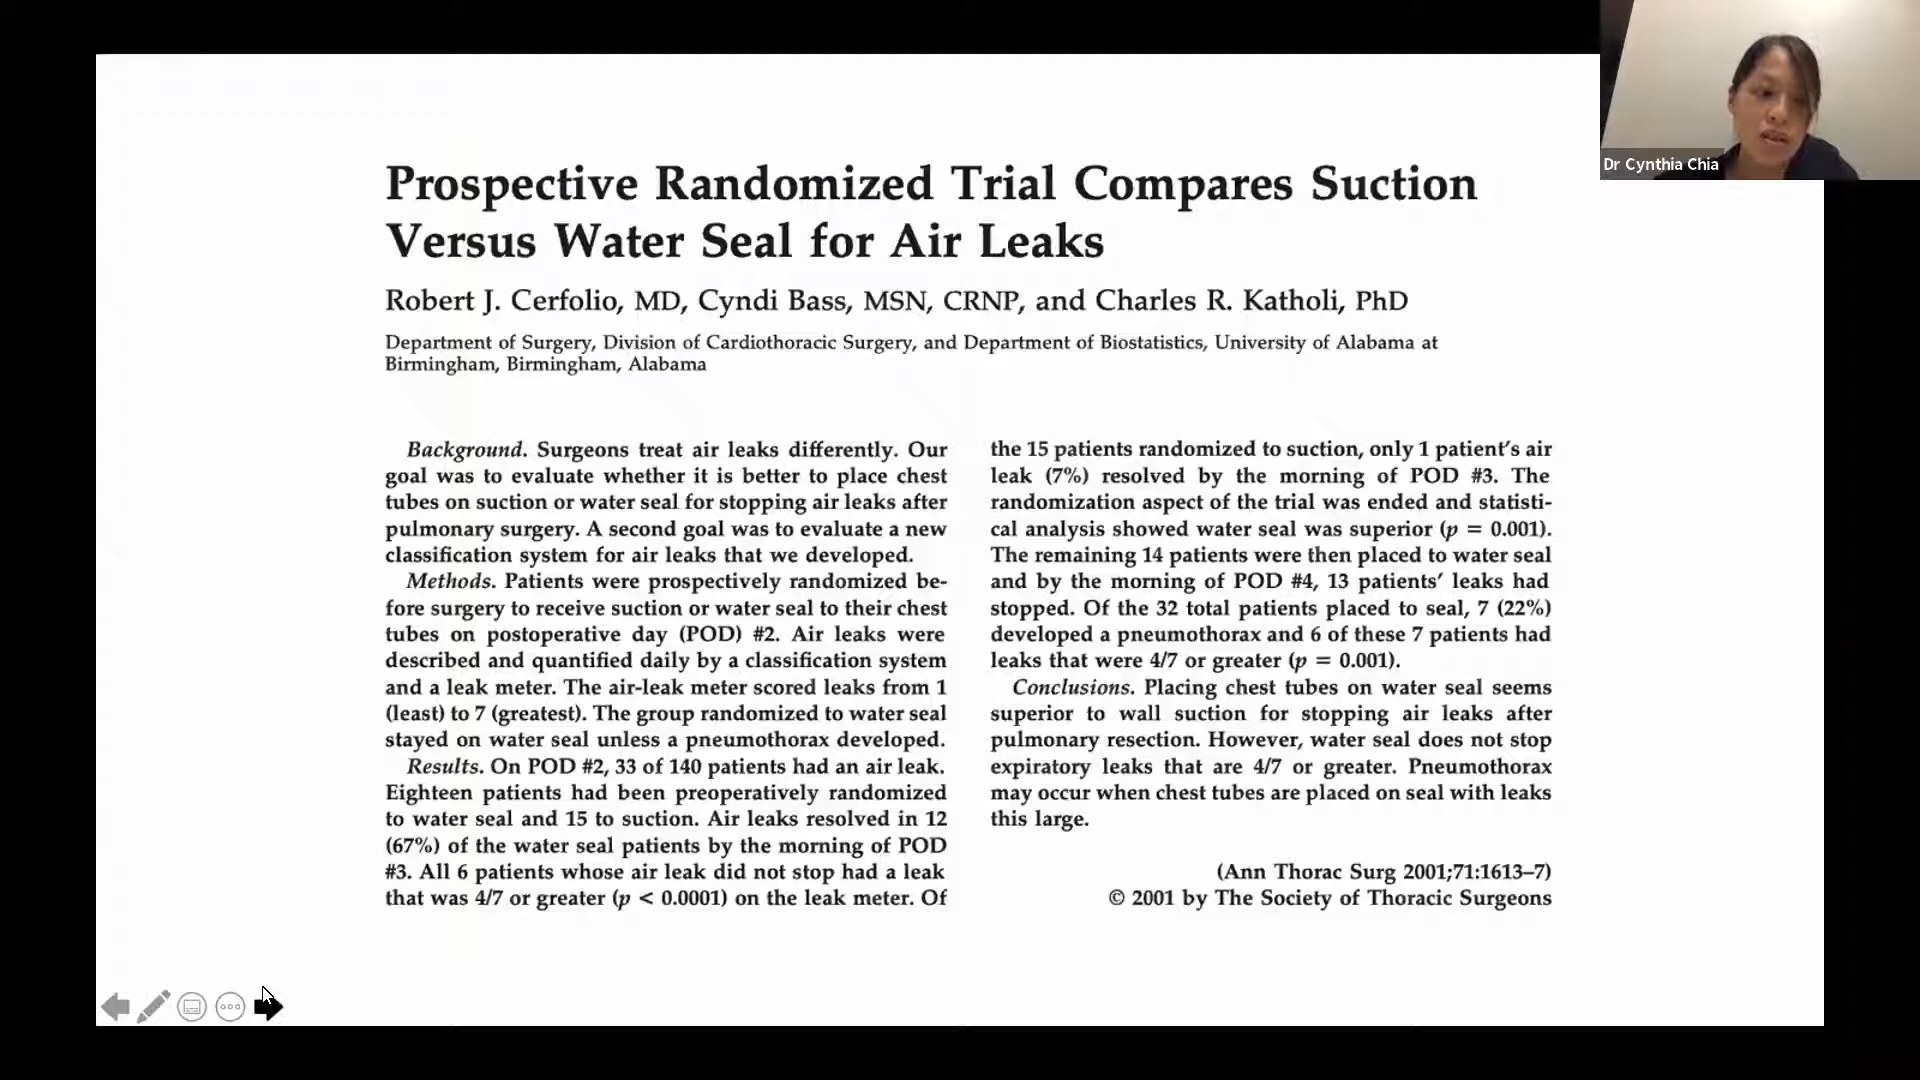 Dr Cynthia Chia
Prospective Randomized Trial Compares Suction
Versus Water Seal for Air Leaks
Robert J. Cerfolio, MD, Cyndi Bass, MSN, CRNP, and Charles R. Katholi, PhD
Department of Surgery, Division of Cardiothoracic Surgery, and Department of Biostatistics, University of Alabama at
Birmingham, Birmingham, Alabama
Background. Surgeons treat air leaks differently. Our
goal was to evaluate whether it is better to place chest
tubes on suction or water seal for stopping air leaks after
pulmonary surgery. A second goal was to evaluate a new
classification system for air leaks that we developed.
Methods. Patients were prospectively randomized be-
fore surgery to receive suction or water seal to their chest
tubes on postoperative day (POD) #2. Air leaks were
described and quantified daily by a classification system
and a leak meter. The air-leak meter scored leaks from 1
(least) to 7 (greatest). The group randomized to water seal
stayed on water seal unless a pneumothorax developed.
Results. On POD #2, 33 of 140 patients had an air leak.
Eighteen patients had been preoperatively randomized
to water seal and 15 to suction. Air leaks resolved in 12
(67%) of the water seal patients by the morning of POD
#3. All 6 patients whose air leak did not stop had a leak
that was 4/7 or greater (p < 0.0001) on the leak meter. Of
the 15 patients randomized to suction, only 1 patient's air
leak (7%) resolved by the morning of POD #3. The
randomization aspect of the trial was ended and statisti-
cal analysis showed water seal was superior (p = 0.001).
The remaining 14 patients were then placed to water seal
and by the morning of POD #4, 13 patients' leaks had
stopped. Of the 32 total patients placed to seal, 7 (22%)
developed a pneumothorax and 6 of these 7 patients had
leaks that were 4/7 or greater (p = 0.001).
Conclusions. Placing chest tubes on water seal seems
superior to wall suction for stopping air leaks after
pulmonary resection. However, water seal does not stop
expiratory leaks that are 4/7 or greater. Pneumothorax
may occur when chest tubes are placed on seal with leaks
this large.
(Ann Thorac Surg 2001;71:1613–7)
© 2001 by The Society of Thoracic Surgeons